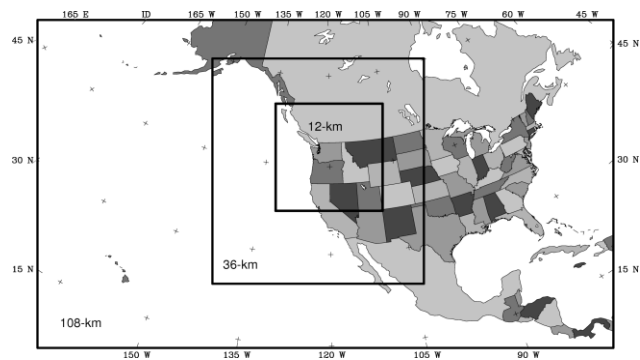 165 E ID 165 W 150 W 135 W 120 W 105 W 90 W 75 W 60 W 45 W
45 N 45 N
12-km
30 N 30 N
36-km
15 N 15 N
108-km
150 W 135 W 120 W 105 W 90 W